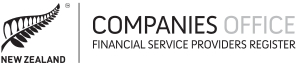 COMPANIES OFFICE
FINANCIAL SERVICE PROVIDERS REGISTER
NEW ZEALAND